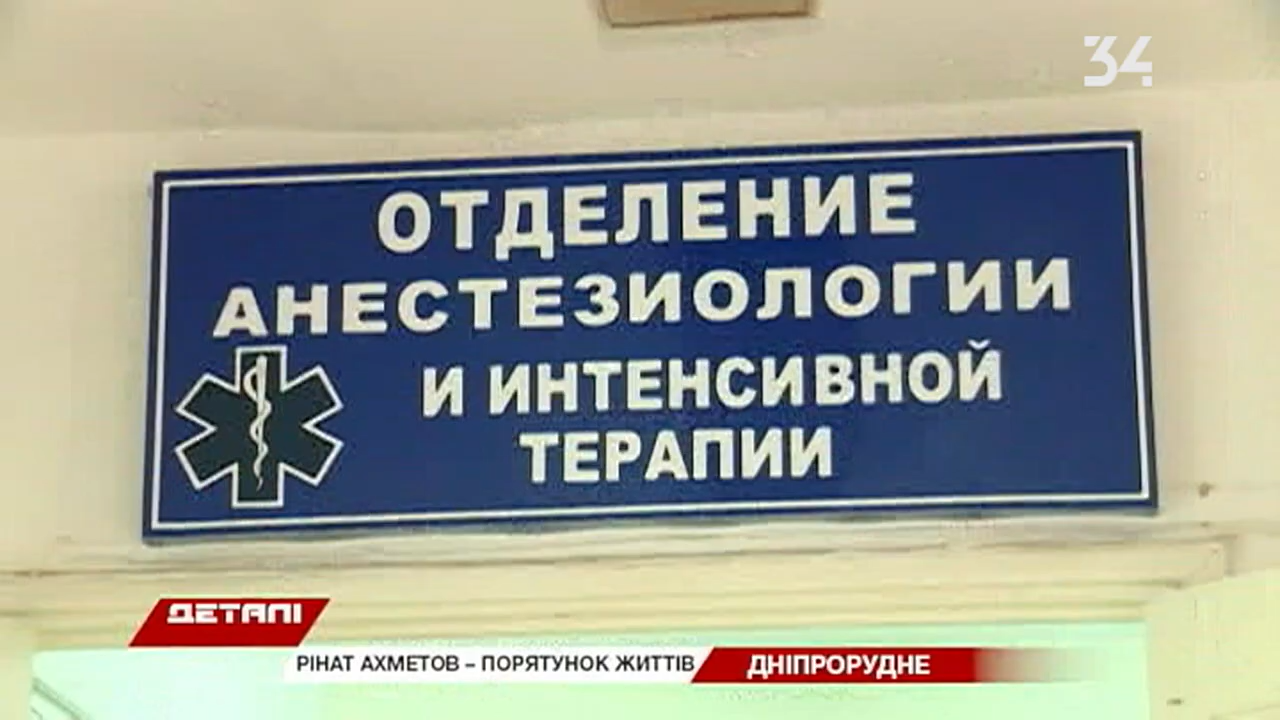 34
ОТДЕЛЕНИЕ
АНЕСТЕЗИОЛОГИИ
И ИНТЕНСИВНОЙ
ТЕРАПИИ
ДЕТАЛІ
РІНАТ АХМЕТОВ – ПОРЯТУНОК ЖИТТІВ ДНІПРОРУДНЕ